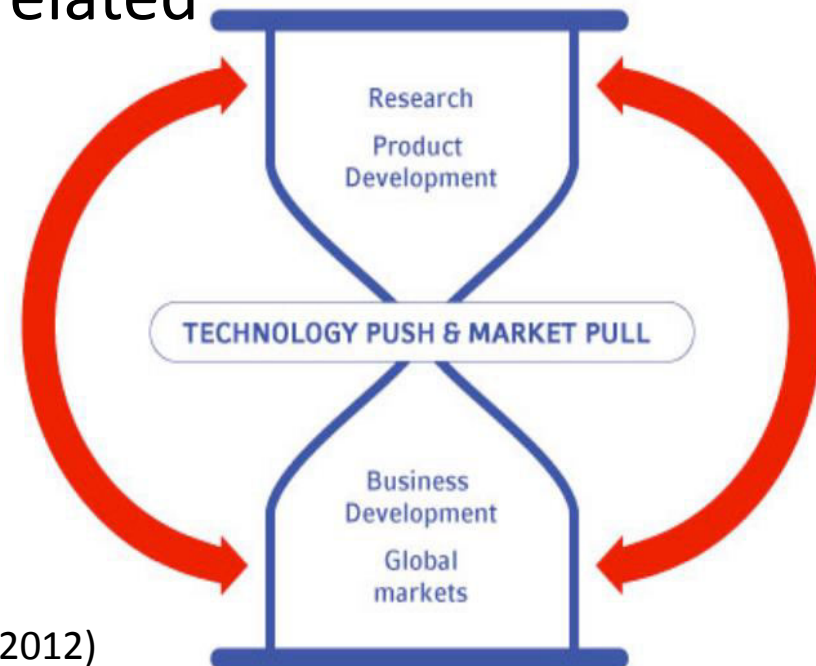 elated
Research
Product
Development
TECHNOLOGY PUSH & MARKET PULL
Business
Development
Global
markets
2012)